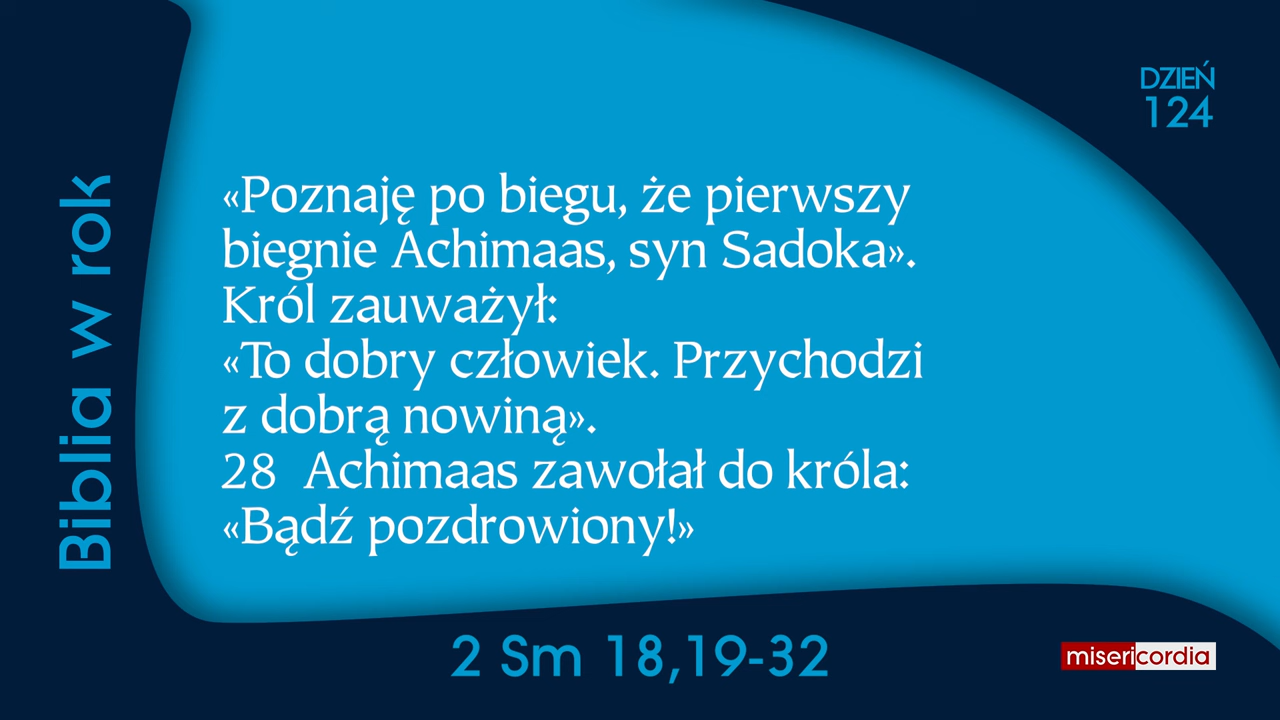 DZIEŃ
124
Biblia w rok
«Poznaję po biegu, że pierwszy
biegnie Achimaas, syn Sadoka».
Król zauważył:
«To dobry człowiek. Przychodzi
z dobrą nowiną».
28 Achimaas zawołał do króla:
«Bądź pozdrowiony!»
2 Sm 18,19-32
misericordia